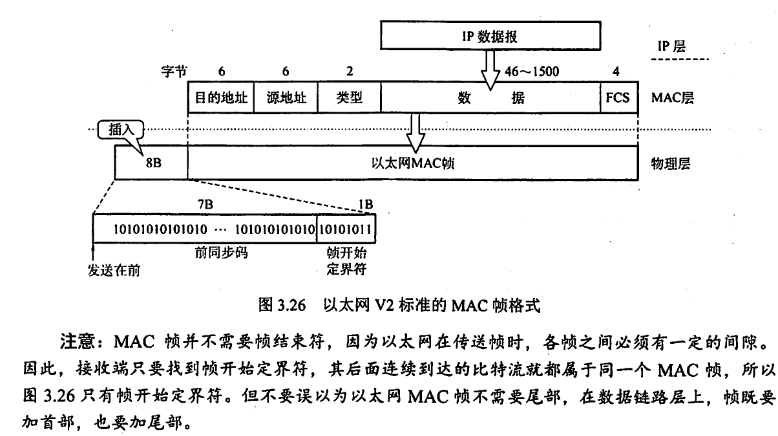 IP 数据报
IP 层
字节 6 6 2 46～1500 4
目的地址 源地址 类型 数 据 FCS MAC层
插入
8B 以太网MAC帧 物理层
7B 1B
10101010101010 … 101010101010 10101011
前同步码 帧开始
发送在前 定界符
图 3.26 以太网 V2 标准的 MAC 帧格式
注意：MAC 帧并不需要帧结束符，因为以太网在传送帧时，各帧之间必须有一定的间隙。
因此，接收端只要找到帧开始定界符，其后面连续到达的比特流就都属于同一个 MAC 帧，所以
图 3.26 只有帧开始定界符。但不要误以为以太网 MAC 帧不需要尾部，在数据链路层上，帧既要
加首部，也要加尾部。